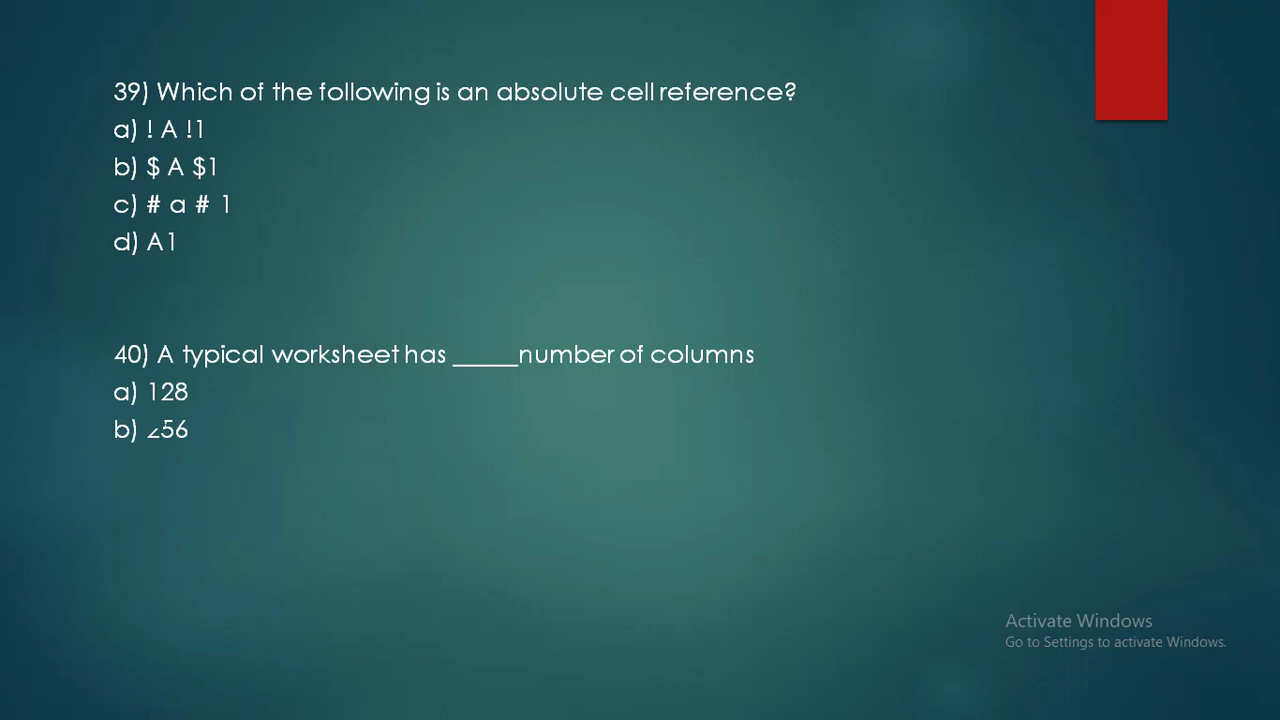 39) Which of the following is an absolute cell reference?
a) ! A !1
b) $ A $1
c) # a # 1
d) A1
40) A typical worksheet has _____number of columns
a) 128
b) 256
Activate Windows
Go to Settings to activate Windows.